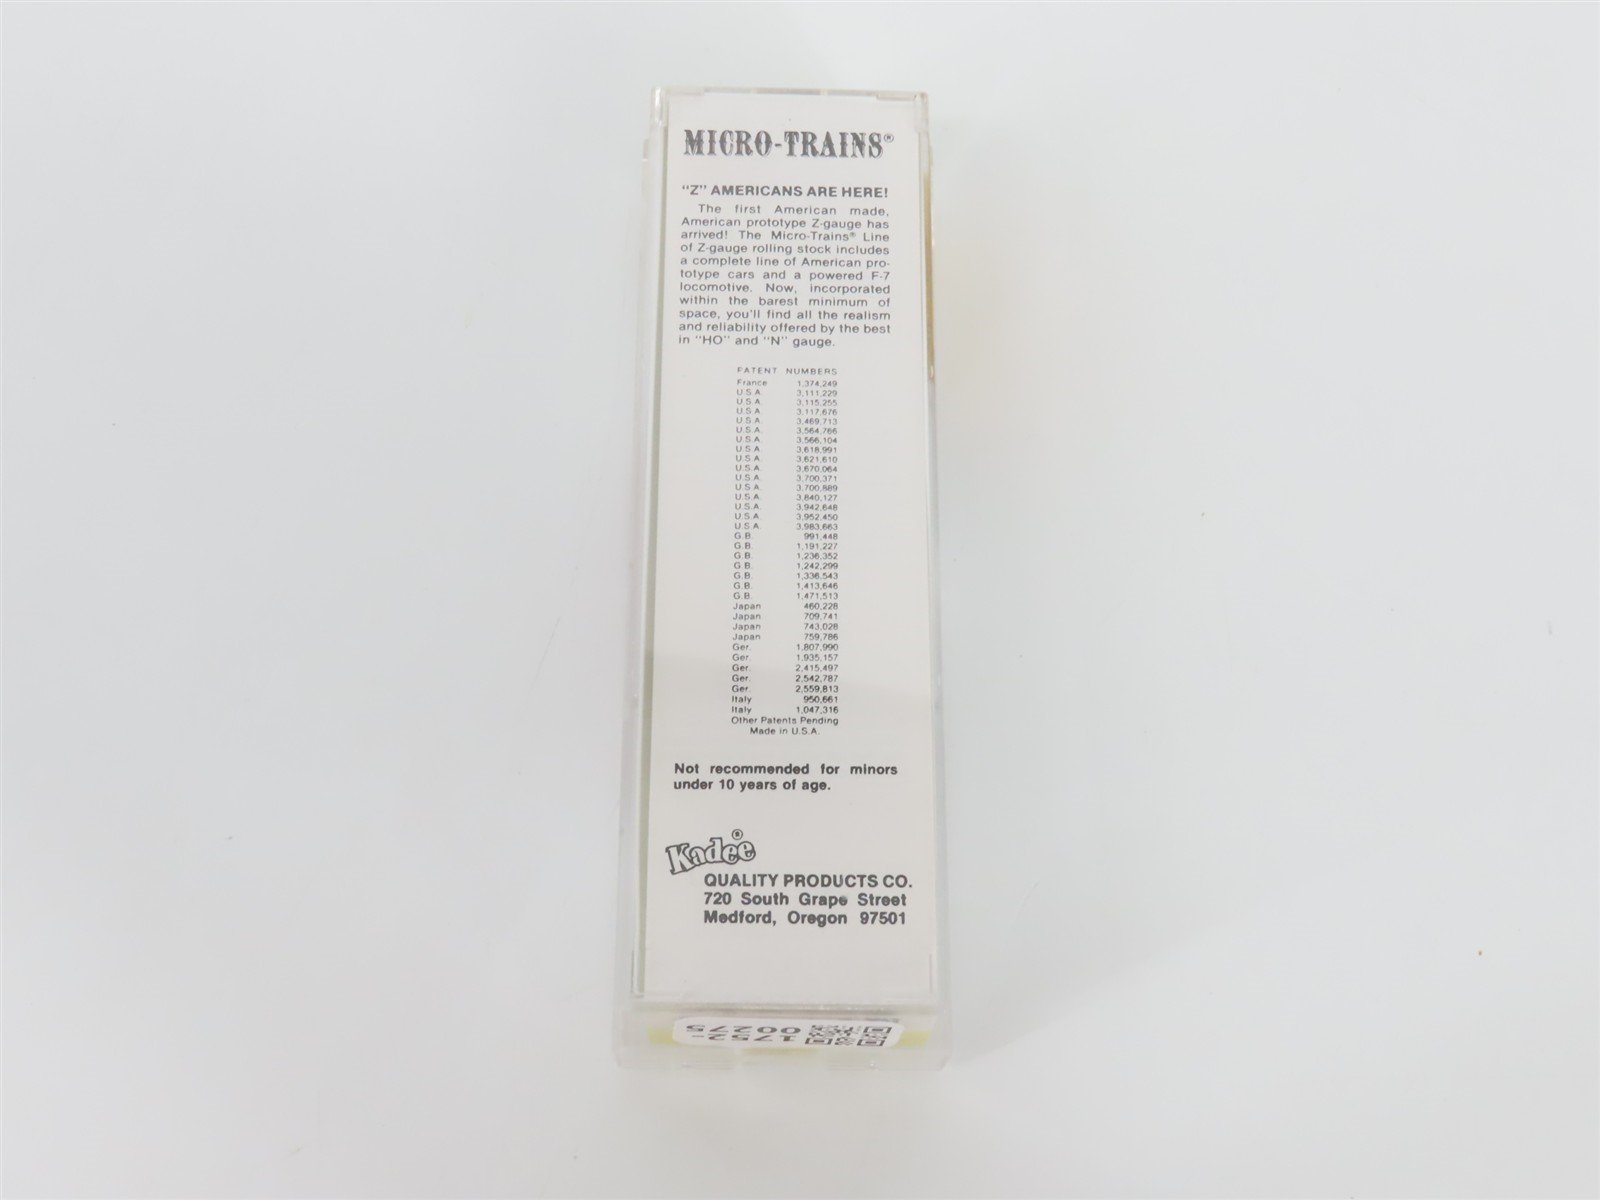 MICRO-TRAINS®
"Z" AMERICANS ARE HERE!
The first American made,
American prototype Z-gauge has
arrived! The Micro-Trains® Line
of Z-gauge rolling stock includes
a complete line of American pro-
totype cars and a powered F-7
locomotive. Now, incorporated
within the barest minimum of
space, you'll find all the realism
and reliability offered by the best
in "HO" and "N" gauge.
PATENT NUMBERS
France 1,374,249
U.S.A. 3,111,229
U.S.A. 3,115,255
U.S.A. 3,117,676
U.S.A. 3,469,713
U.S.A. 3,564,766
U.S.A. 3,566,104
U.S.A. 3,618,991
U.S.A. 3,621,610
U.S.A. 3,670,064
U.S.A. 3,700,371
U.S.A. 3,700,889
U.S.A. 3,840,127
U.S.A. 3,942,648
U.S.A. 3,952,450
U.S.A. 3,983,663
G.B. 991,448
G.B. 1,191,227
G.B. 1,236,352
G.B. 1,242,299
G.B. 1,336,543
G.B. 1,413,646
G.B. 1,471,513
Japan 460,228
Japan 709,741
Japan 743,028
Japan 759,786
Ger. 1,807,990
Ger. 1,935,157
Ger. 2,415,497
Ger. 2,542,787
Ger. 2,559,813
Italy 950,661
Italy 1,047,316
Other Patents Pending
Made in U.S.A.
Not recommended for minors
under 10 years of age.
Kadee®
QUALITY PRODUCTS CO.
720 South Grape Street
Medford, Oregon 97501
1752-
00275